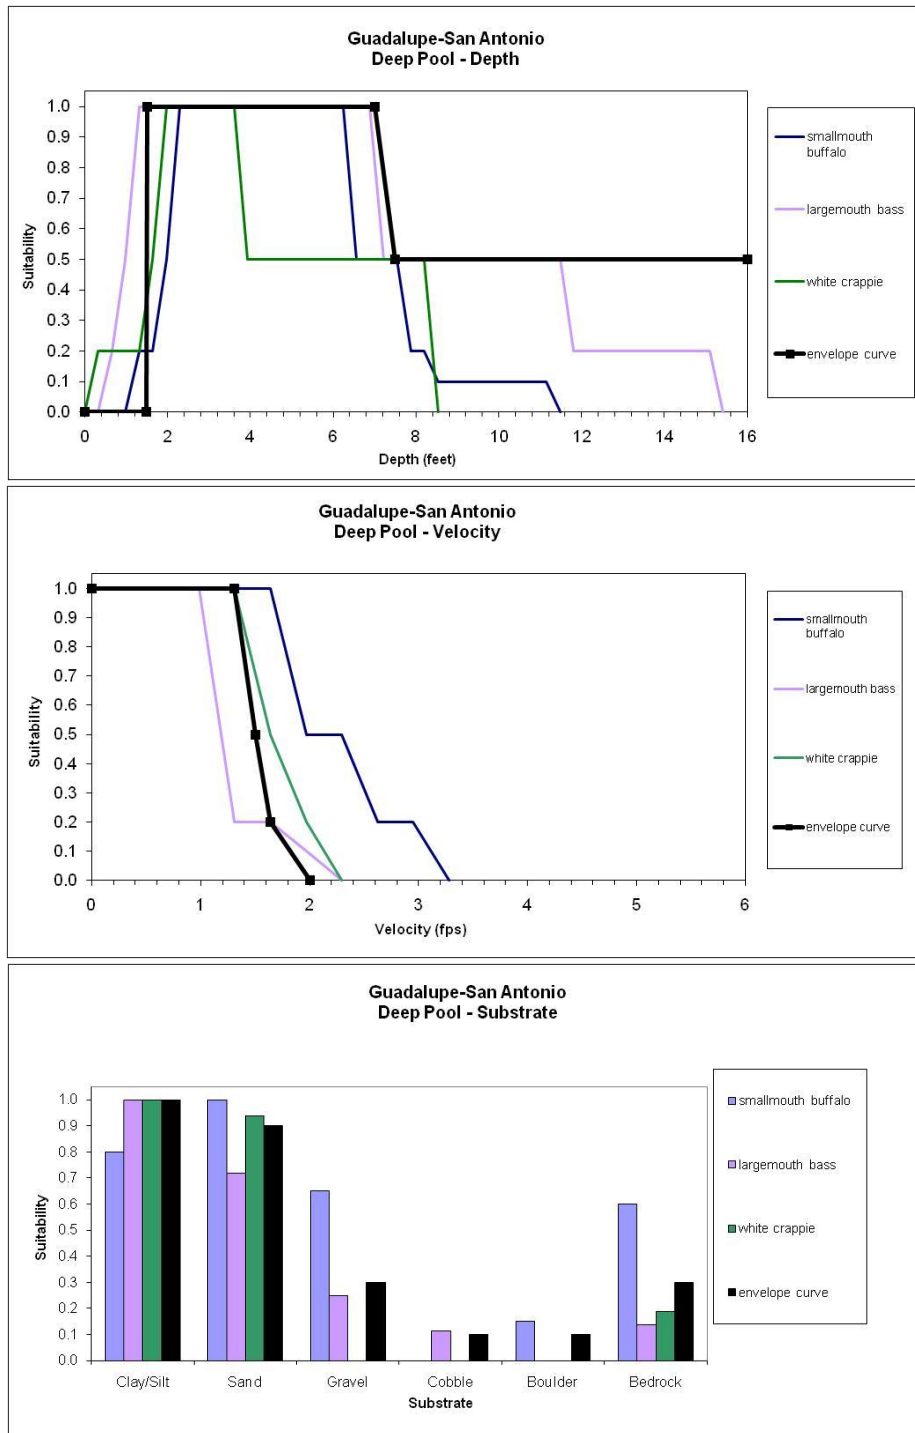 Guadalupe-San Antonio
Deep Pool - Depth
1.0
0.9
0.8
0.7
0.6
0.5
0.4
0.3
0.2
0.1
0.0
Suitability
0 2 4 6 8 10 12 14 16
Depth (feet)
smallmouth
buffalo
largemouth bass
white crappie
envelope curve
Guadalupe-San Antonio
Deep Pool - Velocity
1.0
0.9
0.8
0.7
0.6
0.5
0.4
0.3
0.2
0.1
0.0
Suitability
0 1 2 3 4 5 6
Velocity (fps)
smallmouth
buffalo
largemouth bass
white crappie
envelope curve
Guadalupe-San Antonio
Deep Pool - Substrate
1.0
0.9
0.8
0.7
0.6
0.5
0.4
0.3
0.2
0.1
0.0
Suitability
Clay/Silt Sand Gravel Cobble Boulder Bedrock
Substrate
smallmouth buffalo
largemouth bass
white crappie
envelope curve